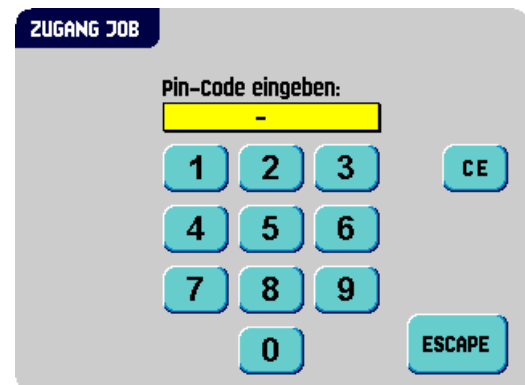 ZUGANG JOB
Pin-Code eingeben:
-
1 2 3 CE
4 5 6
7 8 9
0 ESCAPE